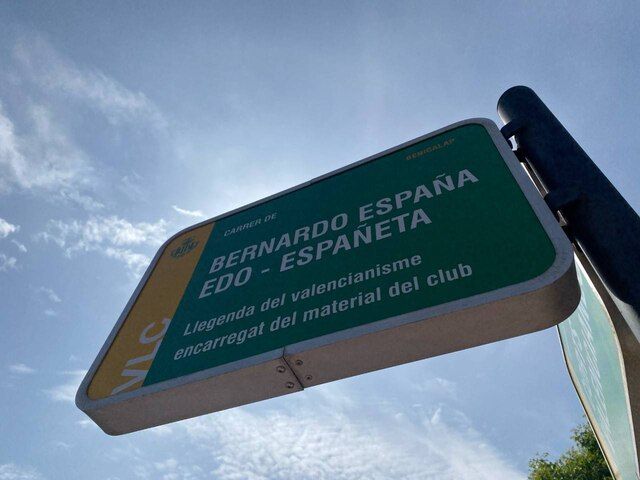 BENICALAP
CARRER DE
BERNARDO ESPAÑA
EDO - ESPAÑETA
Llegenda del valencianisme
encarregat del material del club
VLC